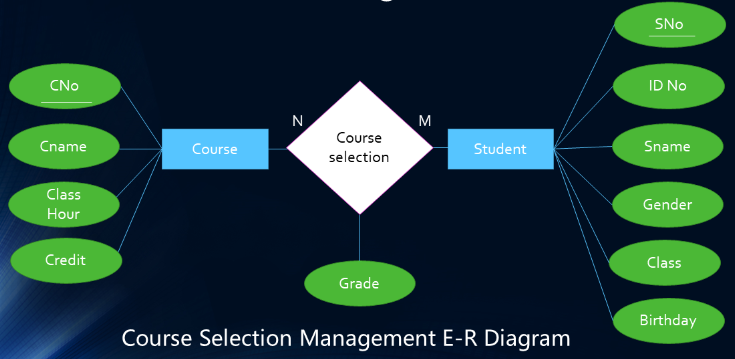 SNo
CNo
ID No
N
M
Course
selection
Cname
Course
Student
Sname
Class
Hour
Gender
Credit
Class
Grade
Birthday
Course Selection Management E-R Diagram